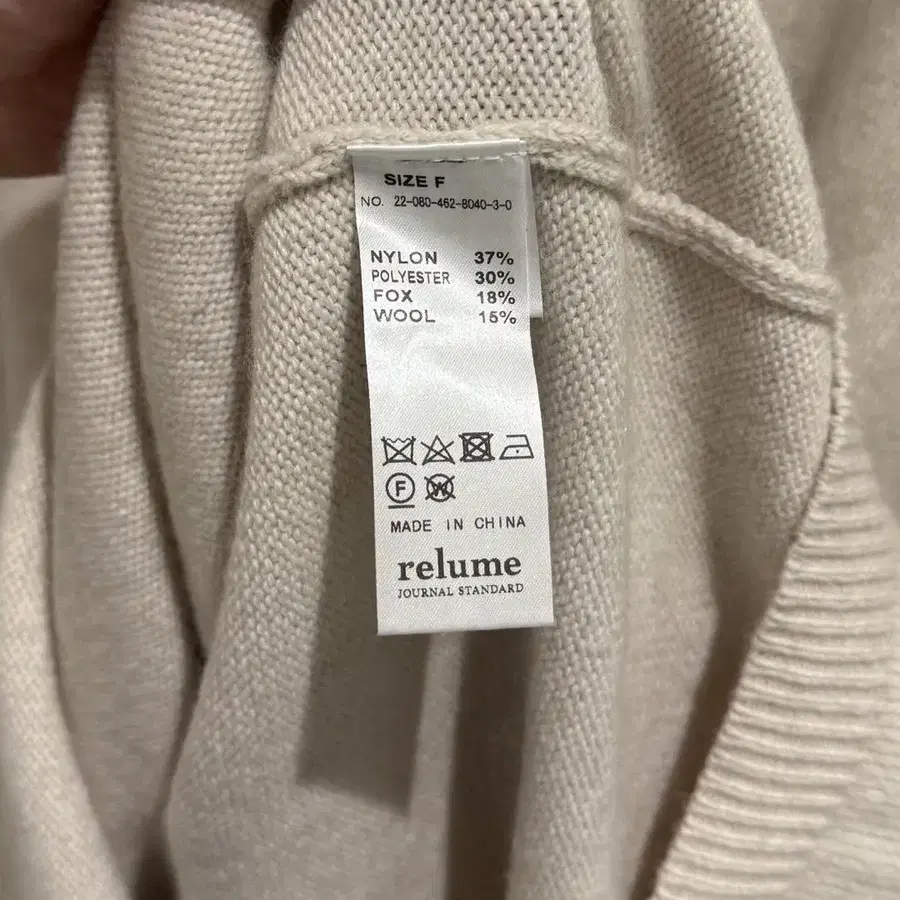 SIZE F
NO. 22-080-462-8040-3-0
NYLON 37%
POLYESTER 30%
FOX 18%
WOOL 15%
F W
MADE IN CHINA
relume
JOURNAL STANDARD